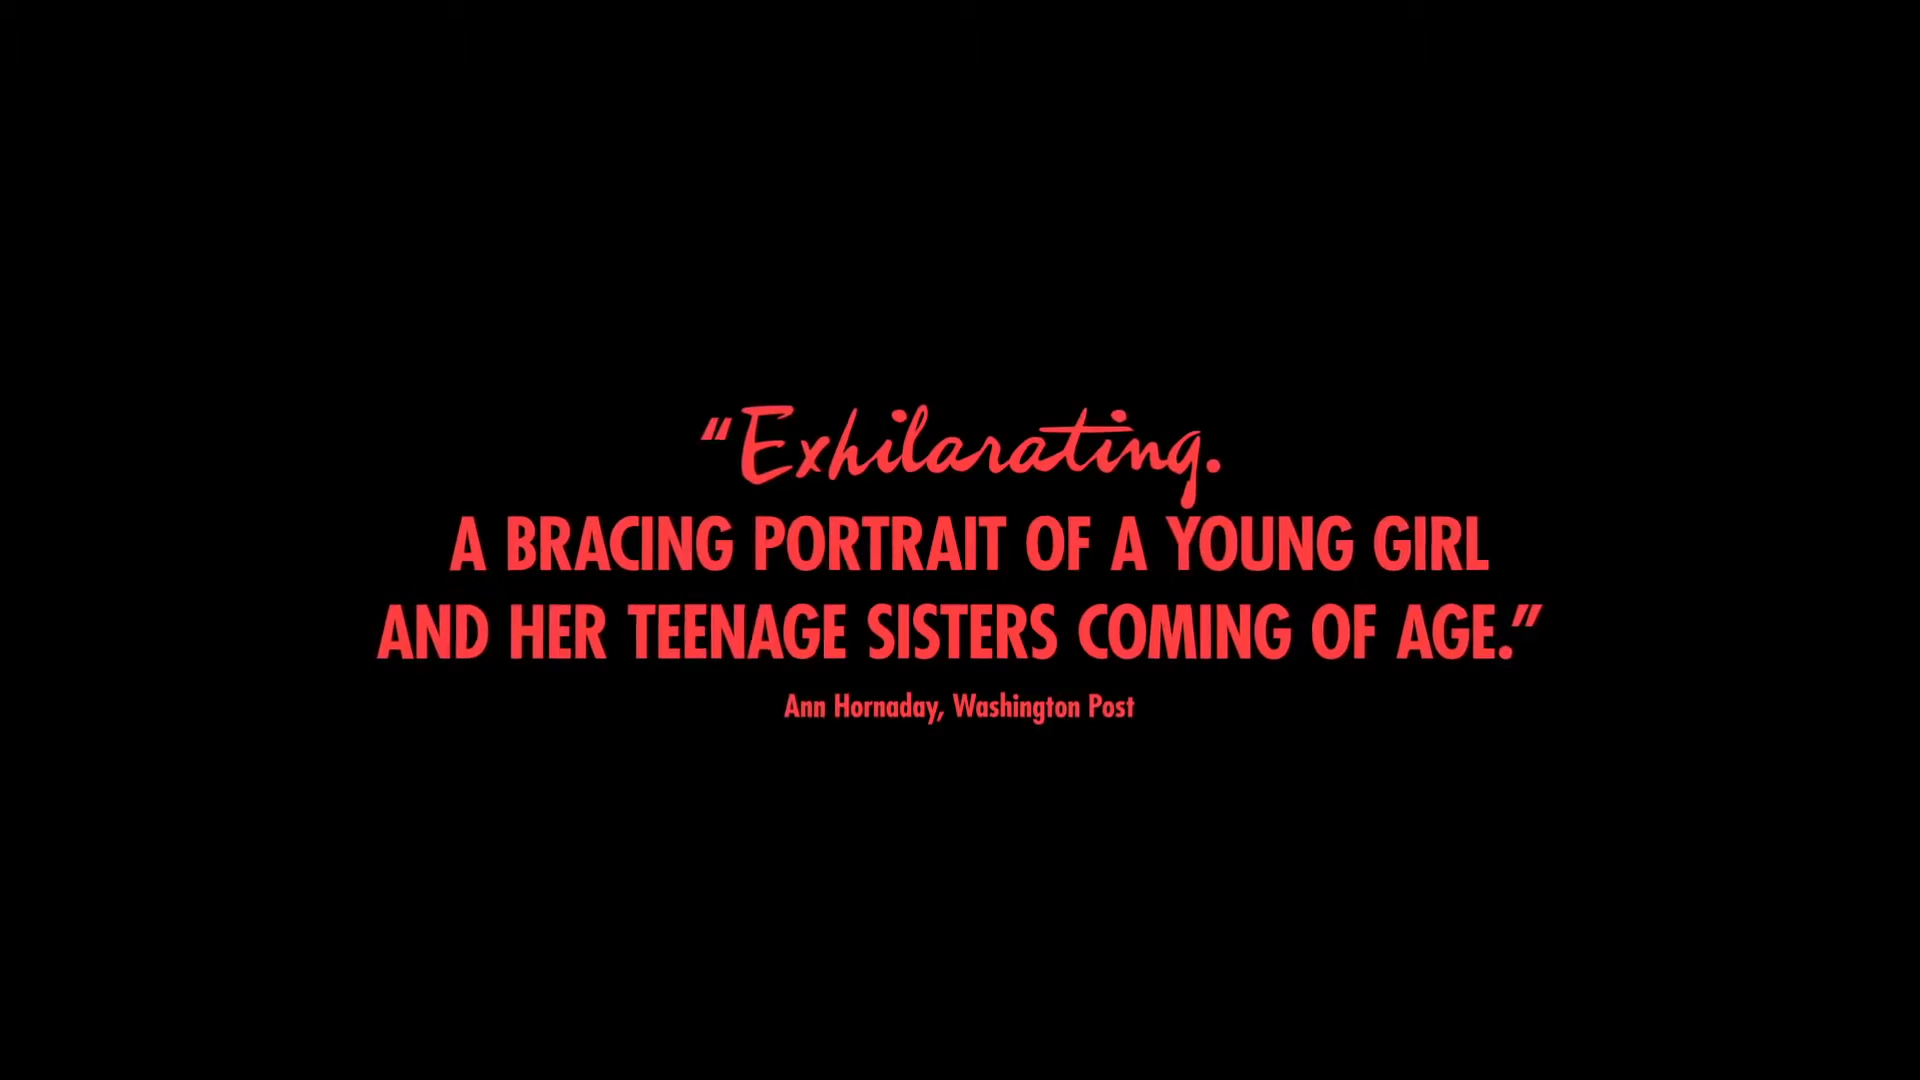 “Exhilarating.
A BRACING PORTRAIT OF A YOUNG GIRL
AND HER TEENAGE SISTERS COMING OF AGE.”
Ann Hornaday, Washington Post